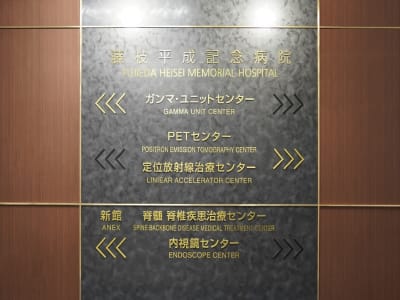 藤枝平成記念病院
FUJIEDA HEISEI MEMORIAL HOSPITAL
ガンマ・ユニットセンター
GAMMA UNIT CENTER
PETセンター
POSITRON EMISSION TOMOGRAPHY CENTER
定位放射線治療センター
LINIEAR ACCELERATOR CENTER
新館 脊髄 脊椎疾患治療センター
ANEX SPINE BACKBONE DISEASE MEDICAL TREATMENT CENTER
内視鏡センター
ENDOSCOPE CENTER